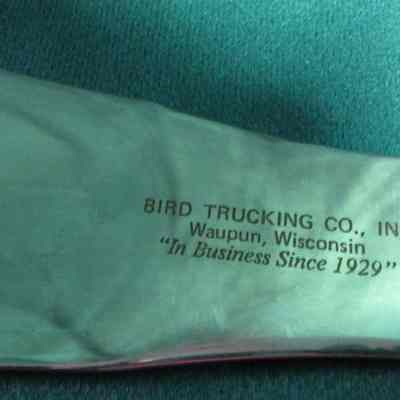 BIRD TRUCKING CO., IN
Waupun, Wisconsin
"In Business Since 1929"